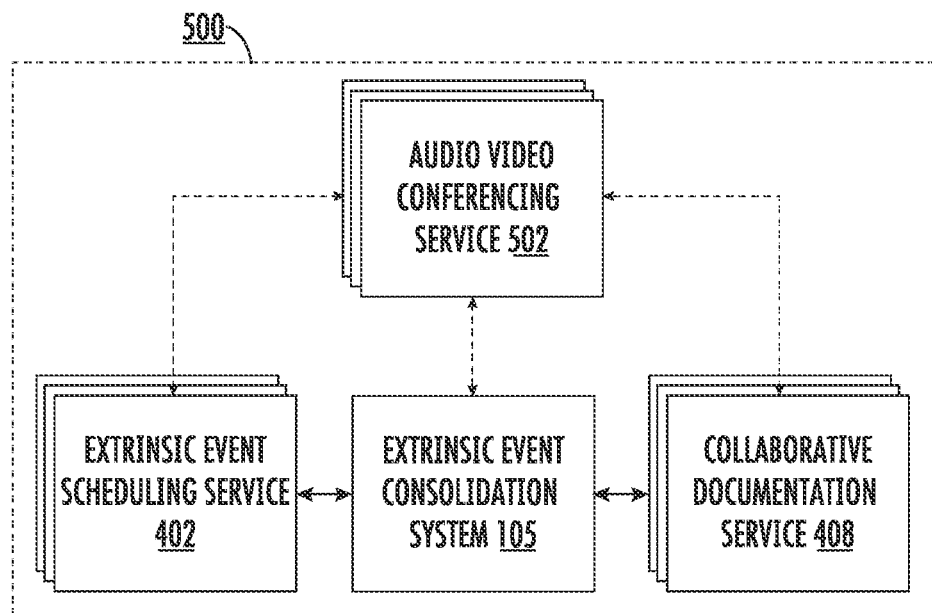 500
AUDIO VIDEO
CONFERENCING
SERVICE 502
EXTRINSIC EVENT
SCHEDULING SERVICE
402
EXTRINSIC EVENT
CONSOLIDATION
SYSTEM 105
COLLABORATIVE
DOCUMENTATION
SERVICE 408